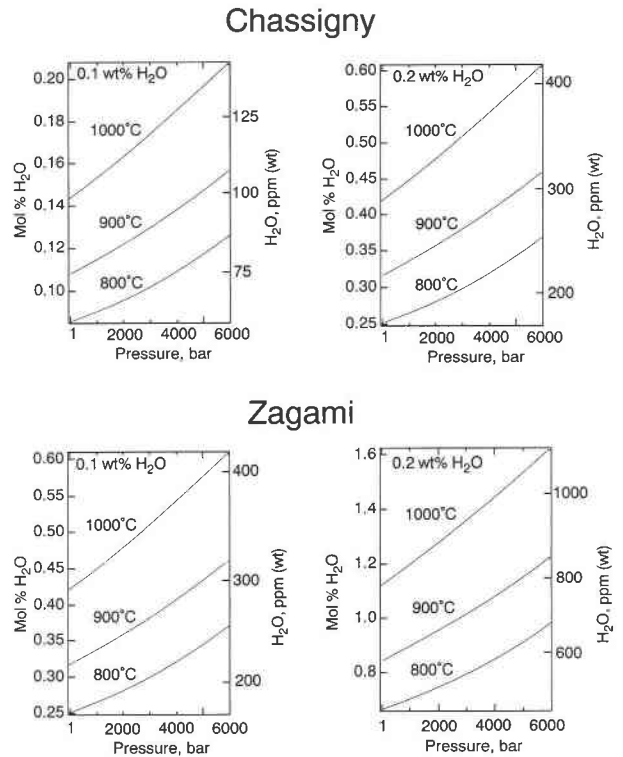 Chassigny
0.1 wt% H₂O
0.20
0.18
0.16
0.14
0.12
0.10
Mol % H₂O
1000°C
900°C
800°C
125
100
75
H₂O, ppm (wt)
1 2000 4000 6000
Pressure, bar
0.2 wt% H₂O
0.60
0.55
0.50
0.45
0.40
0.35
0.30
0.25
Mol % H₂O
1000°C
900°C
800°C
400
300
200
H₂O, ppm (wt)
1 2000 4000 6000
Pressure, bar
Zagami
0.1 wt% H₂O
0.60
0.55
0.50
0.45
0.40
0.35
0.30
0.25
Mol % H₂O
1000°C
900°C
800°C
400
300
200
H₂O, ppm (wt)
1 2000 4000 6000
Pressure, bar
0.2 wt% H₂O
1.6
1.4
1.2
1.0
0.8
Mol % H₂O
1000°C
900°C
800°C
1000
800
600
H₂O, ppm (wt)
1 2000 4000 6000
Pressure, bar